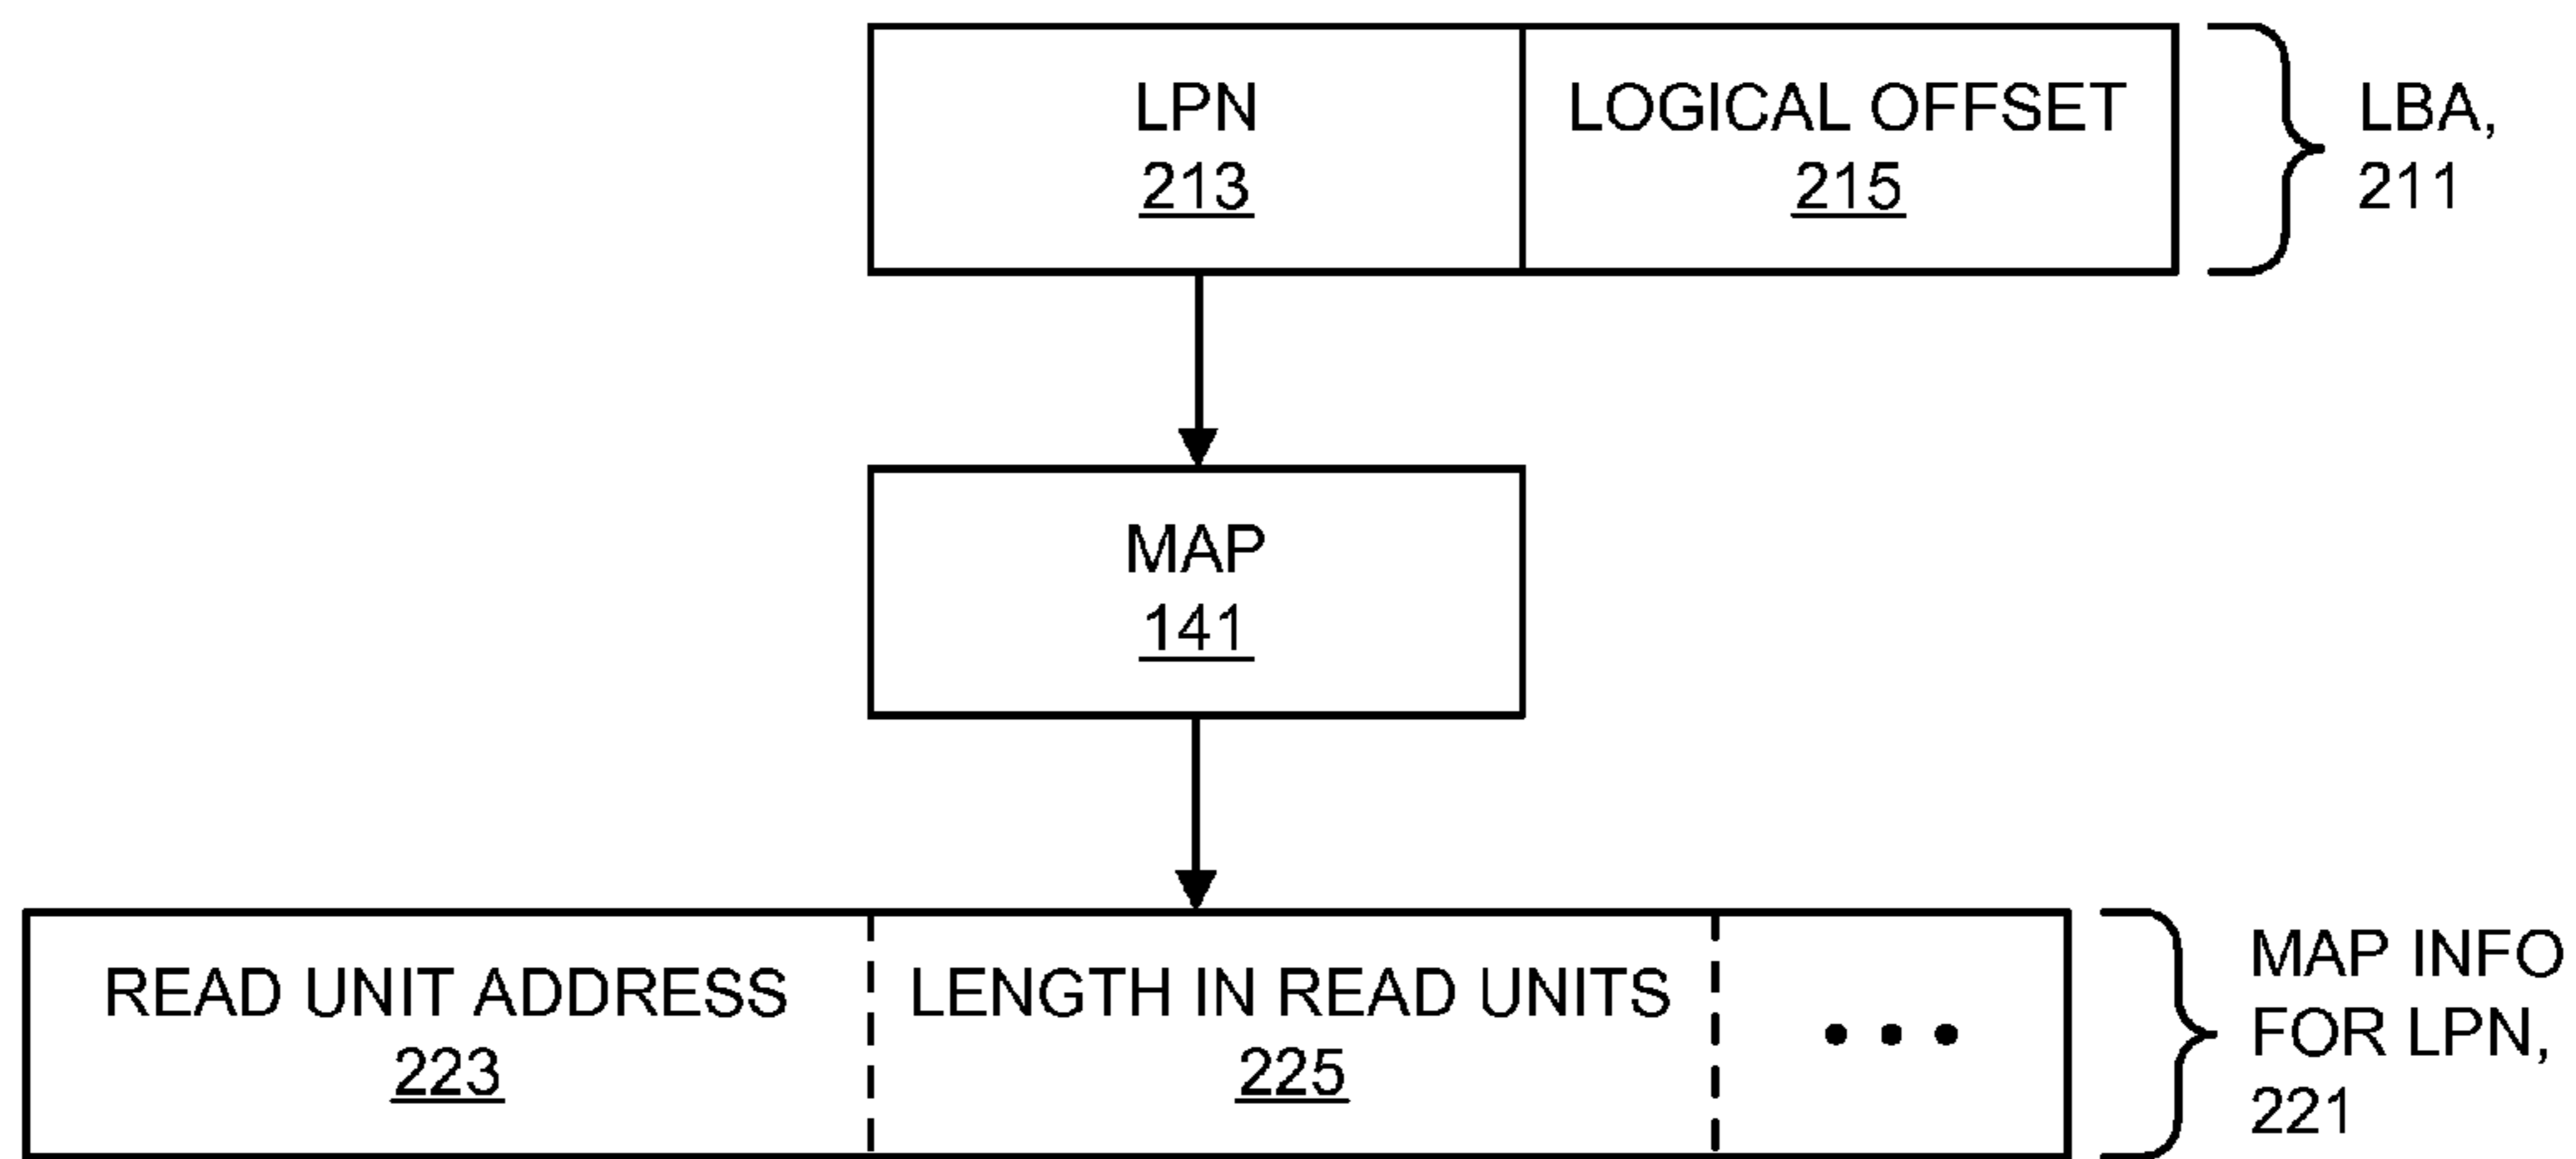 LPN
213
LOGICAL OFFSET
215
LBA,
211
MAP
141
READ UNIT ADDRESS
223
LENGTH IN READ UNITS
225
• • •
MAP INFO
FOR LPN,
221